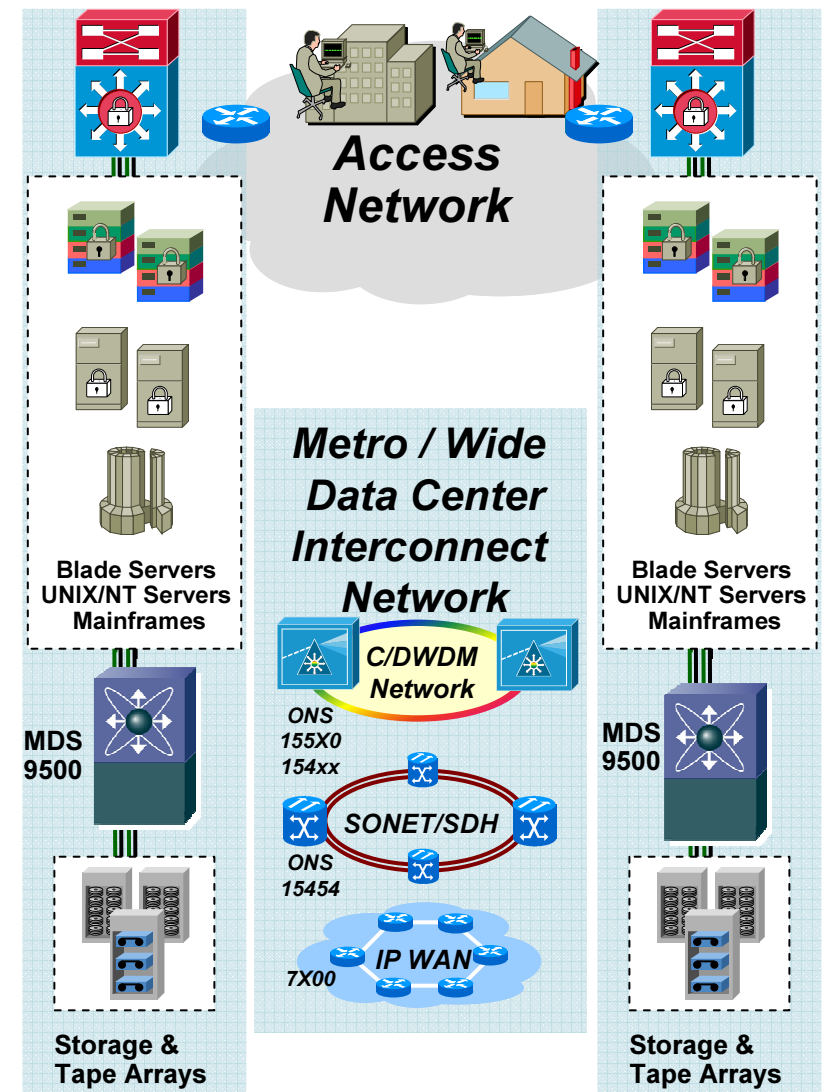 Access
Network
Blade Servers
UNIX/NT Servers
Mainframes
MDS
9500
Storage &
Tape Arrays
Metro / Wide
Data Center
Interconnect
Network
C/DWDM
Network
ONS
155X0
154xx
SONET/SDH
ONS
15454
IP WAN
7X00
Blade Servers
UNIX/NT Servers
Mainframes
MDS
9500
Storage &
Tape Arrays